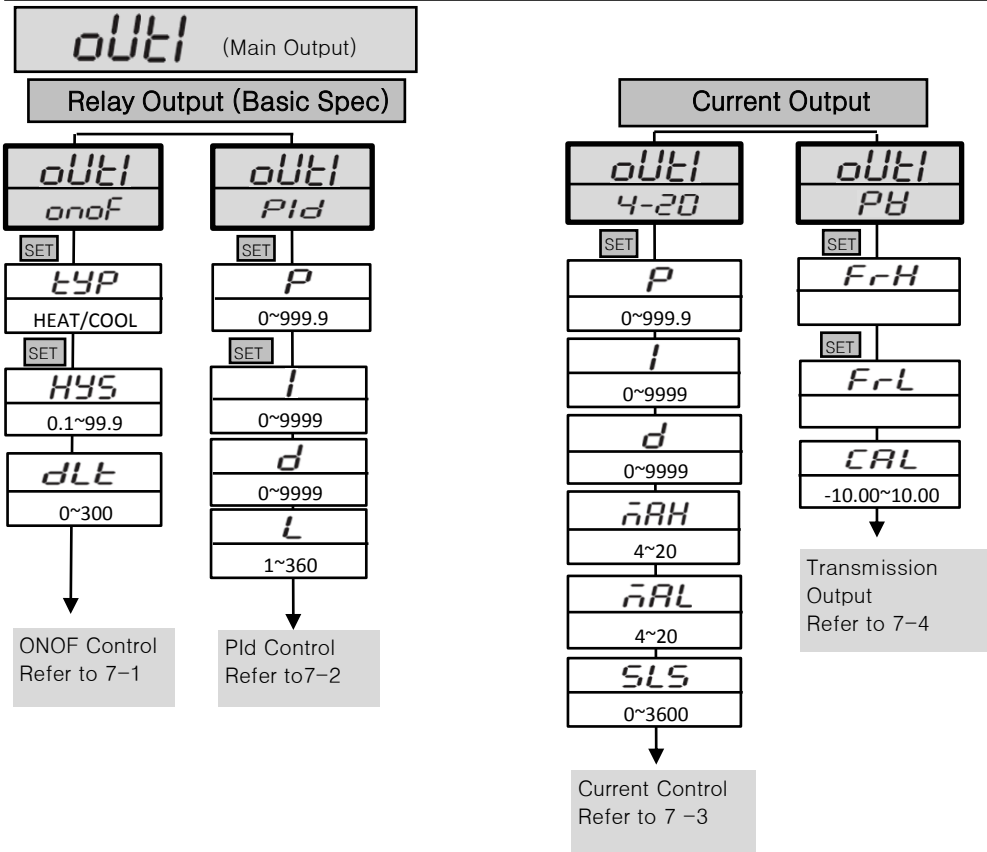 oUt1 (Main Output)
Relay Output (Basic Spec)
oUt1
onoF
SET
tYP
HEAT/COOL
SET
HYS
0.1~99.9
dLt
0~300
ONOF Control
Refer to 7-1
oUt1
PId
SET
P
0~999.9
SET
I
0~9999
d
0~9999
L
1~360
PId Control
Refer to7-2
Current Output
oUt1
4-20
SET
P
0~999.9
I
0~9999
d
0~9999
mAH
4~20
mAL
4~20
SLS
0~3600
Current Control
Refer to 7 -3
oUt1
PV
SET
FrH
SET
FrL
CAL
-10.00~10.00
Transmission
Output
Refer to 7-4